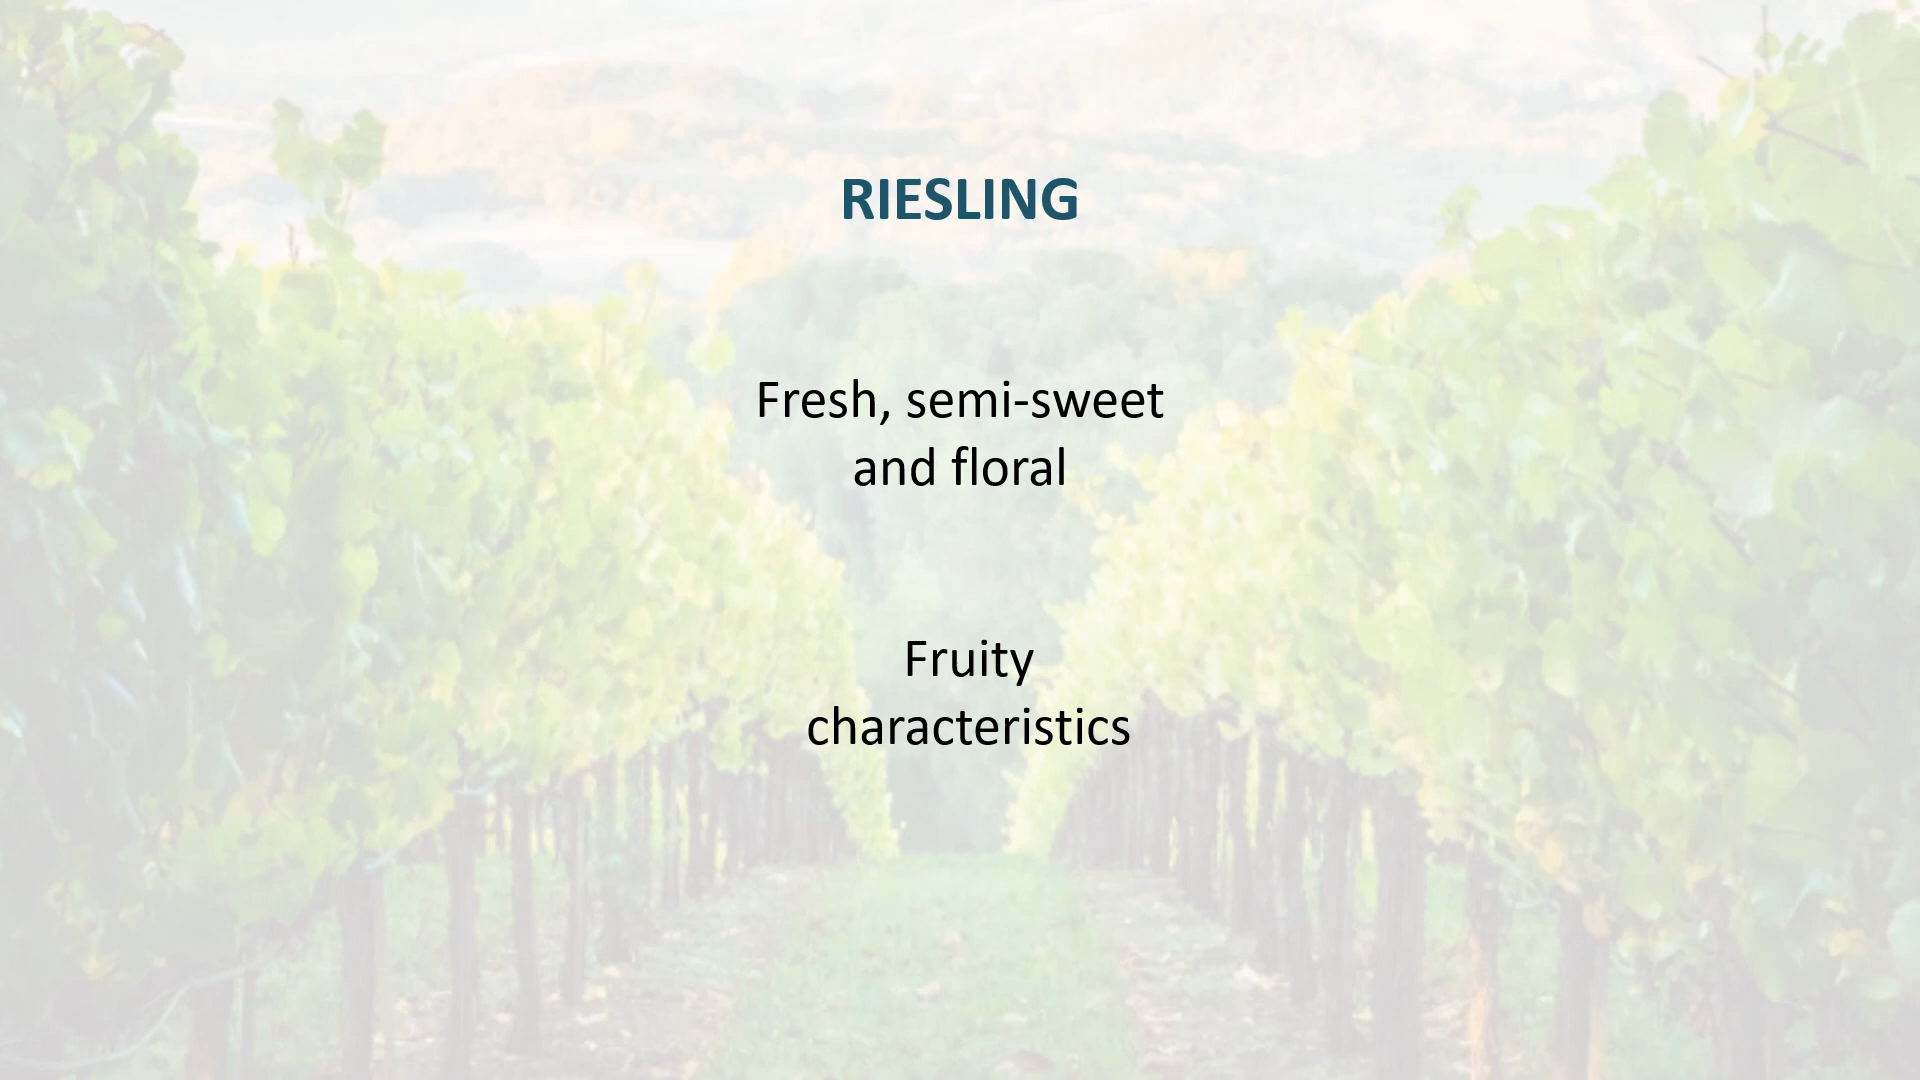 RIESLING
Fresh, semi-sweet
and floral
Fruity
characteristics